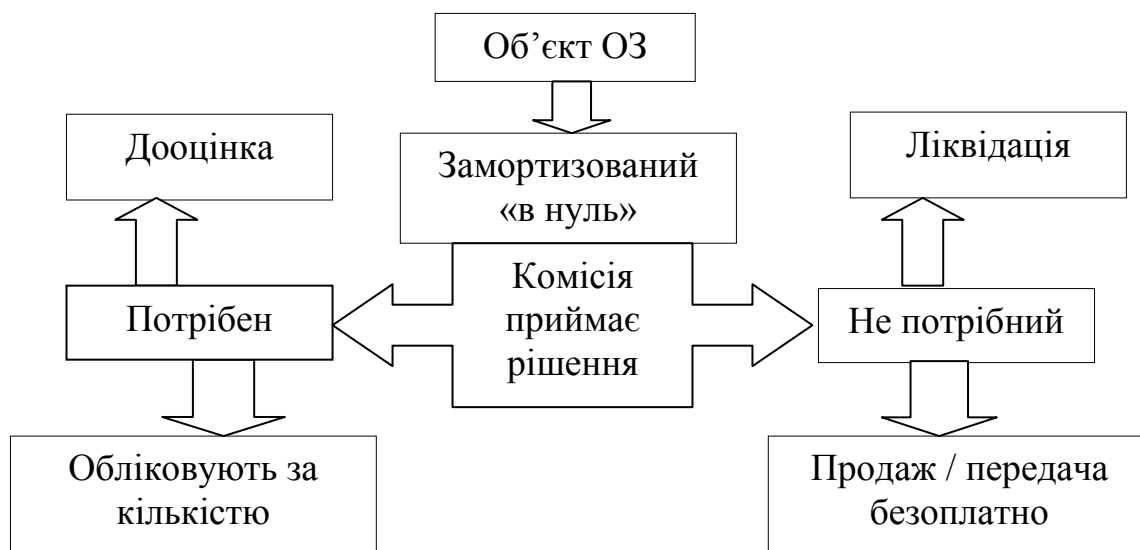 Об’єкт ОЗ
Дооцінка
Замортизований
«в нуль»
Ліквідація
Потрібен
Комісія
приймає
рішення
Не потрібний
Обліковують за
кількістю
Продаж / передача
безоплатно